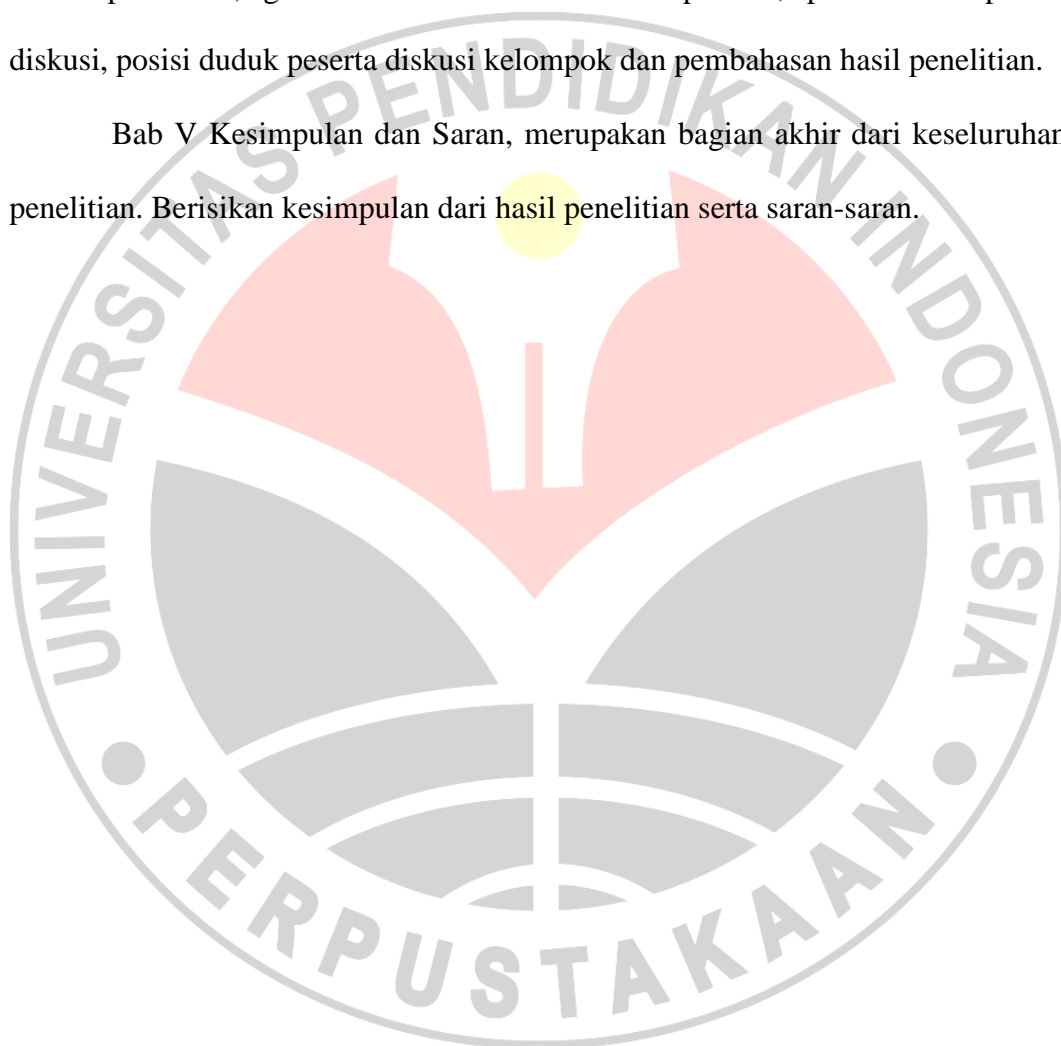 diskusi, posisi duduk peserta diskusi kelompok dan pembahasan hasil penelitian.
Bab V Kesimpulan dan Saran, merupakan bagian akhir dari keseluruhan
penelitian. Berisikan kesimpulan dari hasil penelitian serta saran-saran.
UNIVERSITAS PENDIDIKAN INDONESIA
PERPUSTAKAAN